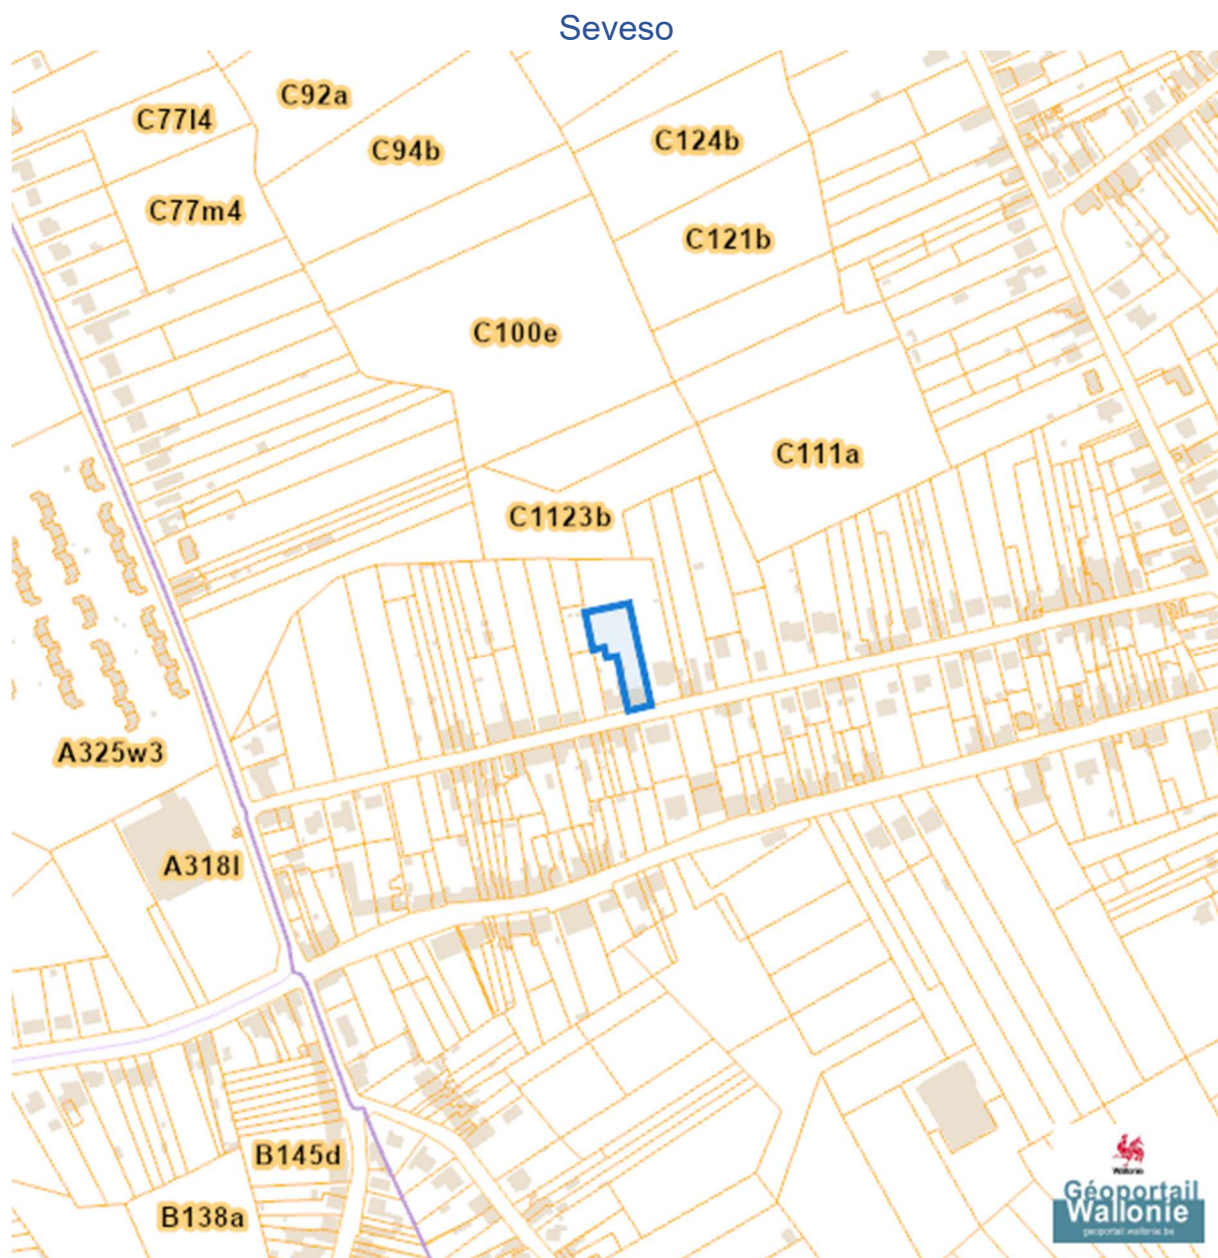 Seveso
C92a
C77l4
C94b
C124b
C77m4
C121b
C100e
C111a
C1123b
A325w3
A318l
B145d
B138a
Wallonie
Géoportail
Wallonie
geoportail.wallonie.be